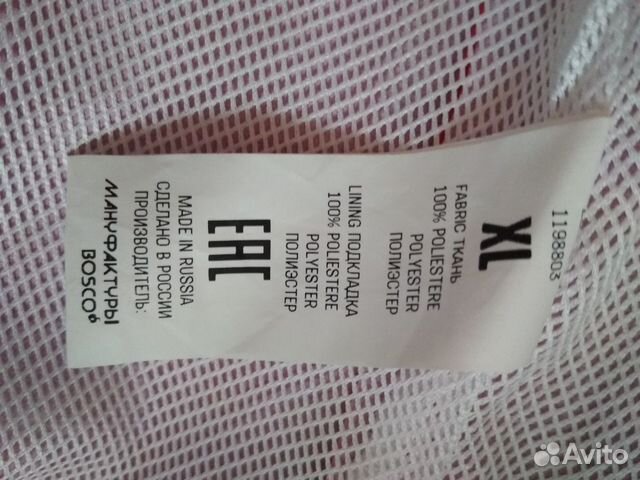 1198803
XL
FABRIC ТКАНЬ
100% POLIESTERE
POLYESTER
ПОЛИЭСТЕР
LINING ПОДКЛАДКА
100% POLIESTERE
POLYESTER
ПОЛИЭСТЕР
EAC
MADE IN RUSSIA
СДЕЛАНО В РОССИИ
ПРОИЗВОДИТЕЛЬ:
МАНУФАКТУРЫ
BOSCO
Avito